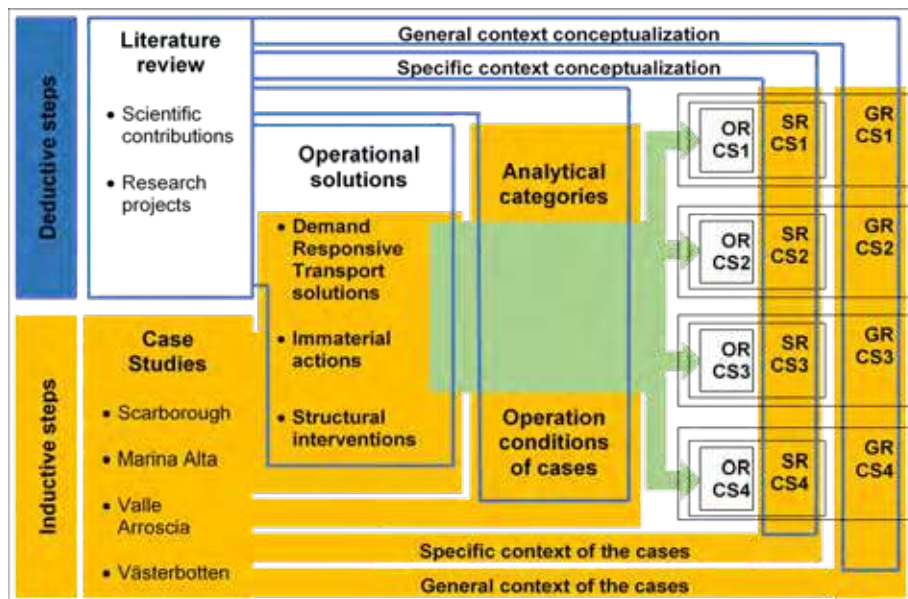 Deductive steps
Literature
review
• Scientific
contributions
• Research
projects
General context conceptualization
Specific context conceptualization
Operational
solutions
• Demand
Responsive
Transport
solutions
• Immaterial
actions
• Structural
interventions
Analytical
categories
Operation
conditions
of cases
OR
CS1
SR
CS1
GR
CS1
OR
CS2
SR
CS2
GR
CS2
OR
CS3
SR
CS3
GR
CS3
OR
CS4
SR
CS4
GR
CS4
Inductive steps
Case
Studies
• Scarborough
• Marina Alta
• Valle
Arroscia
• Västerbotten
Specific context of the cases
General context of the cases